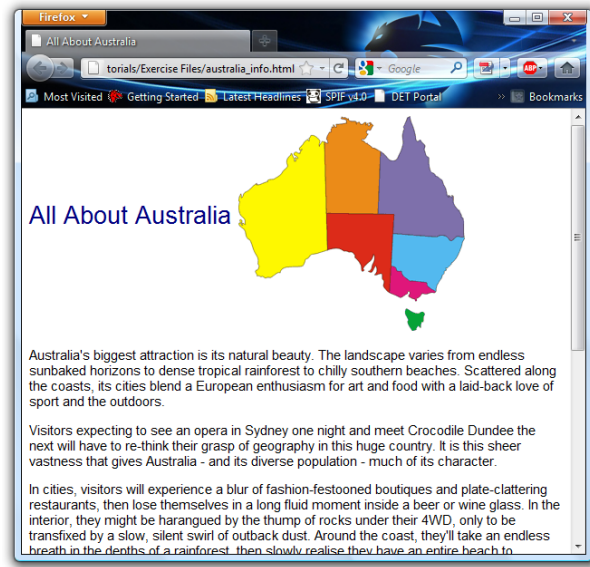 Firefox
All About Australia
torials/Exercise Files/australia_info.html
Google
ABP
Most Visited Getting Started Latest Headlines SPIF v4.0 DET Portal » Bookmarks
All About Australia
Australia's biggest attraction is its natural beauty. The landscape varies from endless
sunbaked horizons to dense tropical rainforest to chilly southern beaches. Scattered along
the coasts, its cities blend a European enthusiasm for art and food with a laid-back love of
sport and the outdoors.
Visitors expecting to see an opera in Sydney one night and meet Crocodile Dundee the
next will have to re-think their grasp of geography in this huge country. It is this sheer
vastness that gives Australia - and its diverse population - much of its character.
In cities, visitors will experience a blur of fashion-festooned boutiques and plate-clattering
restaurants, then lose themselves in a long fluid moment inside a beer or wine glass. In the
interior, they might be harangued by the thump of rocks under their 4WD, only to be
transfixed by a slow, silent swirl of outback dust. Around the coast, they'll take an endless
breath in the depths of a rainforest, then slowly realise they have an entire beach to